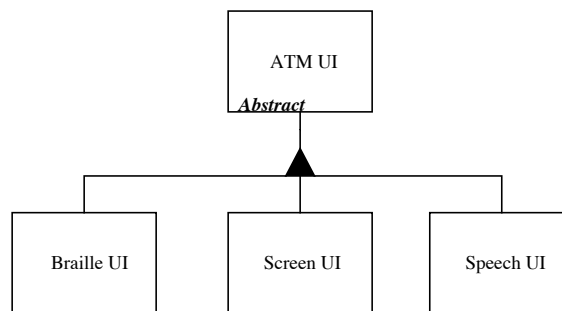 ATM UI
Abstract
Braille UI
Screen UI
Speech UI